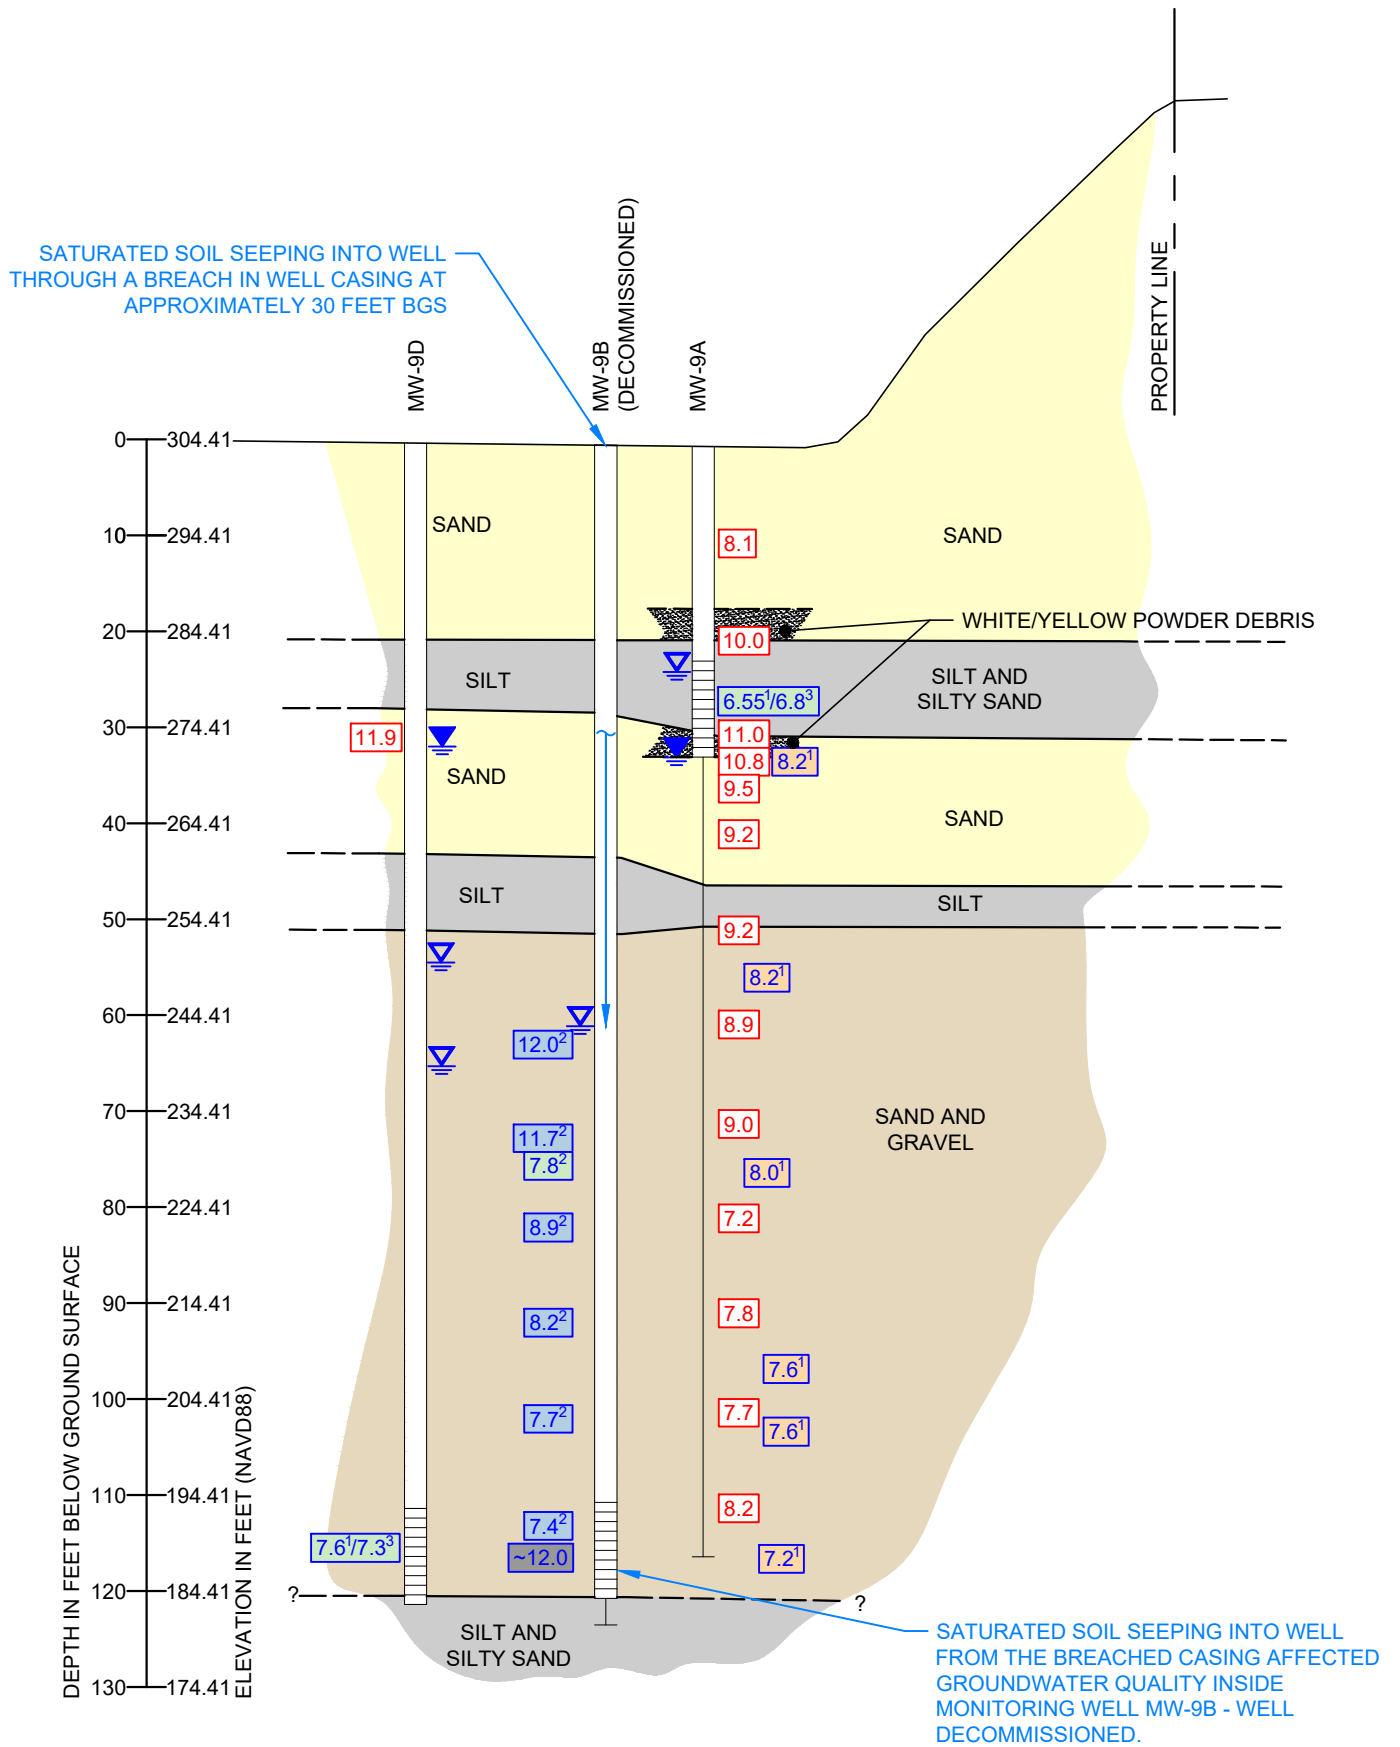 SATURATED SOIL SEEPING INTO WELL
THROUGH A BREACH IN WELL CASING AT
APPROXIMATELY 30 FEET BGS
MW-9D
MW-9B
(DECOMMISSIONED)
MW-9A
PROPERTY LINE
0 304.41
10 294.41
20 284.41
30 274.41
40 264.41
50 254.41
60 244.41
70 234.41
80 224.41
90 214.41
100 204.41
110 194.41
120 184.41
130 174.41
DEPTH IN FEET BELOW GROUND SURFACE
ELEVATION IN FEET (NAVD88)
SAND
SAND
8.1
WHITE/YELLOW POWDER DEBRIS
10.0
SILT
SILT AND
SILTY SAND
6.55¹/6.8³
11.9
11.0
10.8
8.2¹
SAND
9.5
SAND
9.2
SILT
SILT
9.2
8.2¹
8.9
12.0²
SAND AND
GRAVEL
9.0
11.7²
7.8²
8.0¹
7.2
8.9²
7.8
8.2²
7.6¹
7.7
7.7²
7.6¹
8.2
7.4²
7.6¹/7.3³
~12.0
7.2¹
?
?
SILT AND
SILTY SAND
SATURATED SOIL SEEPING INTO WELL
FROM THE BREACHED CASING AFFECTED
GROUNDWATER QUALITY INSIDE
MONITORING WELL MW-9B - WELL
DECOMMISSIONED.